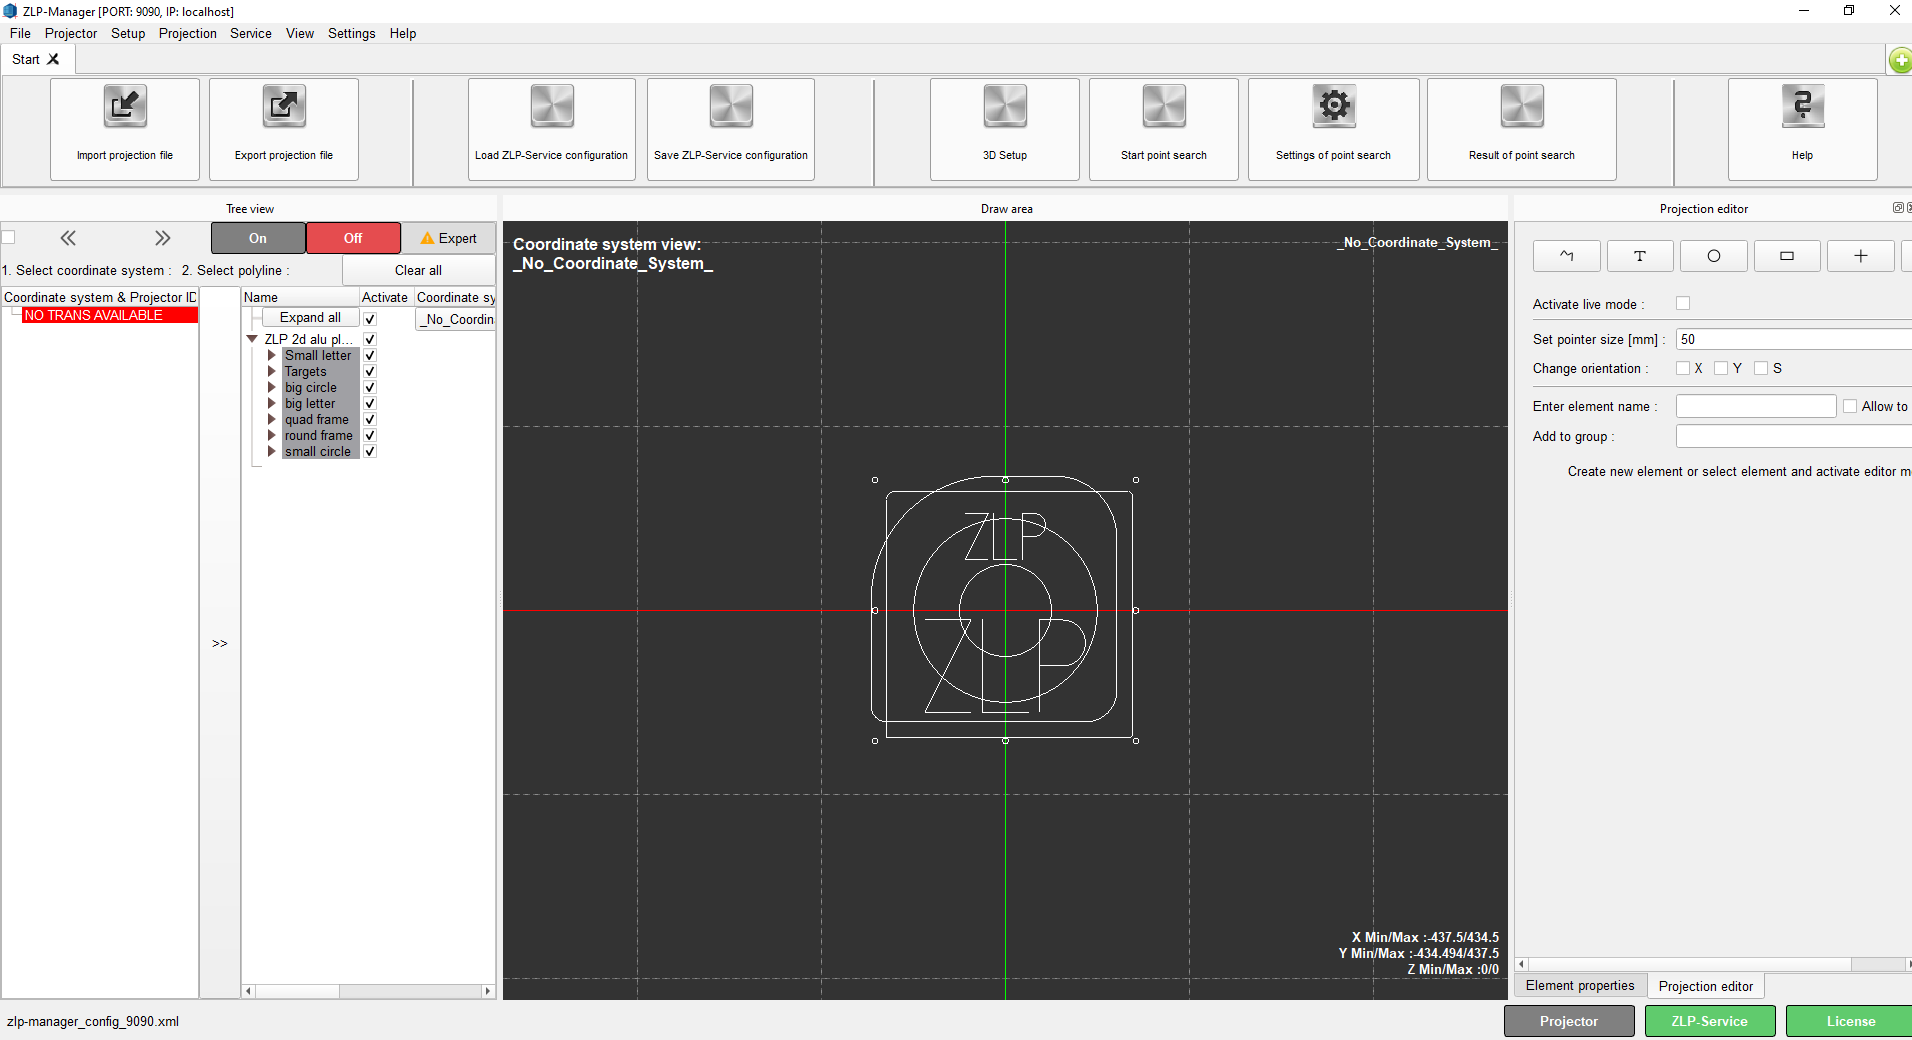 ZLP-Manager [PORT: 9090, IP: localhost]
File Projector Setup Projection Service View Settings Help
Start
Import projection file Export projection file Load ZLP-Service configuration Save ZLP-Service configuration 3D Setup Start point search Settings of point search Result of point search Help
Tree view Draw area Projection editor
On Off Expert
1. Select coordinate system : 2. Select polyline : Clear all
Coordinate system & Projector ID
NO TRANS AVAILABLE
>>
Name Activate Coordinate sy
Expand all _No_Coordin
ZLP 2d alu pl...
Small letter
Targets
big circle
big letter
quad frame
round frame
small circle
Coordinate system view:
_No_Coordinate_System_
_No_Coordinate_System_
ZLP
ZLP
X Min/Max :-437.5/434.5
Y Min/Max :-434.494/437.5
Z Min/Max :0/0
T
Activate live mode :
Set pointer size [mm] : 50
Change orientation : X Y S
Enter element name : Allow to
Add to group :
Create new element or select element and activate editor m
Element properties Projection editor
zlp-manager_config_9090.xml Projector ZLP-Service License